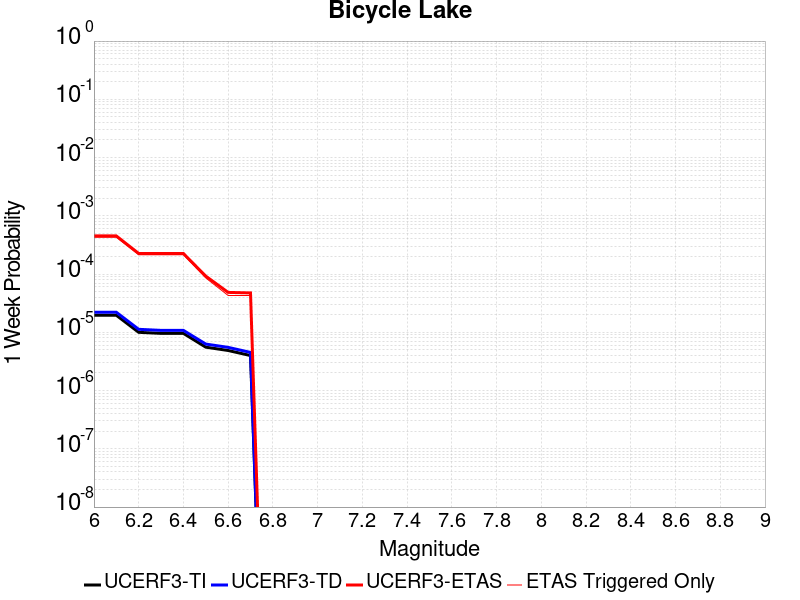 Bicycle Lake
10^0
10^-1
10^-2
10^-3
10^-4
10^-5
10^-6
10^-7
10^-8
1 Week Probability
6 6.2 6.4 6.6 6.8 7 7.2 7.4 7.6 7.8 8 8.2 8.4 8.6 8.8 9
Magnitude
UCERF3-TI UCERF3-TD UCERF3-ETAS ETAS Triggered Only